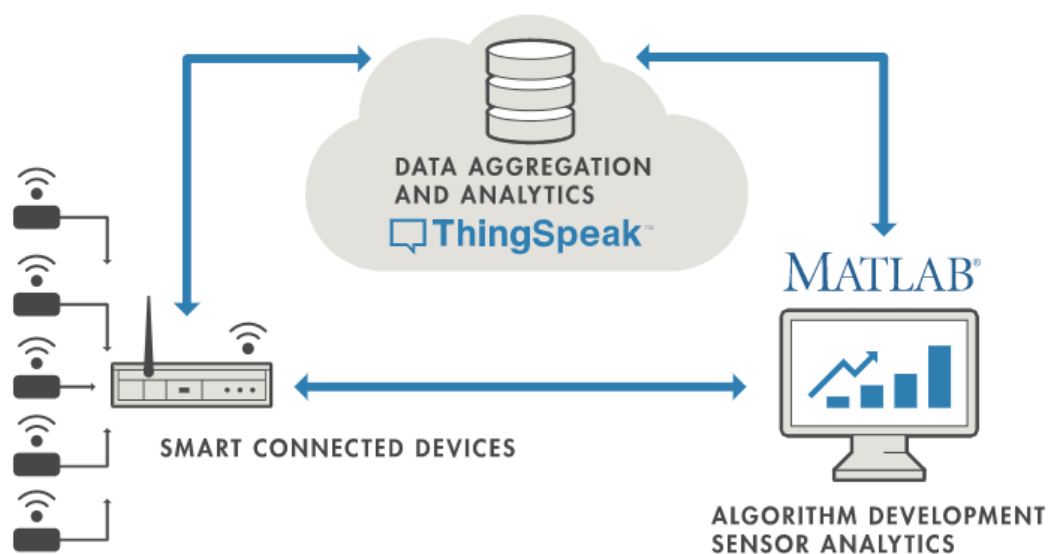 DATA AGGREGATION
AND ANALYTICS
ThingSpeak™
MATLAB®
SMART CONNECTED DEVICES
ALGORITHM DEVELOPMENT
SENSOR ANALYTICS